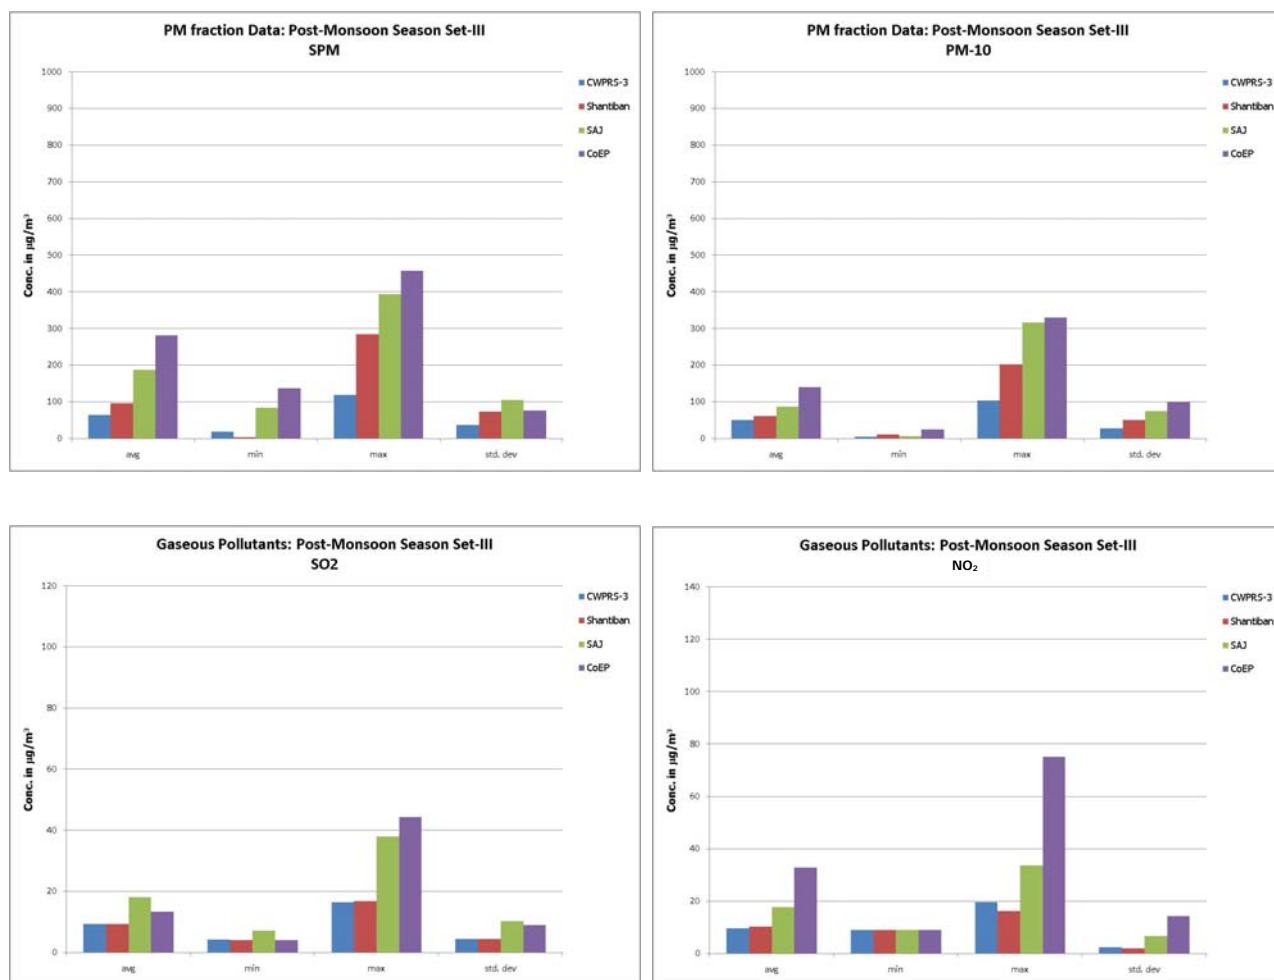 PM fraction Data: Post-Monsoon Season Set-III
SPM
1000
900
800
700
600
500
400
300
200
100
0
Conc. in µg/m³
avg
min
max
std. dev
CWPRS-3
Shantiban
SAJ
CoEP
PM fraction Data: Post-Monsoon Season Set-III
PM-10
1000
900
800
700
600
500
400
300
200
100
0
Conc. in µg/m³
avg
min
max
std. dev
CWPRS-3
Shantiban
SAJ
CoEP
Gaseous Pollutants: Post-Monsoon Season Set-III
SO2
120
100
80
60
40
20
0
Conc. in µg/m³
avg
min
max
std. dev
CWPRS-3
Shantiban
SAJ
CoEP
Gaseous Pollutants: Post-Monsoon Season Set-III
NO₂
140
120
100
80
60
40
20
0
Conc. in µg/m³
avg
min
max
std. dev
CWPRS-3
Shantiban
SAJ
CoEP